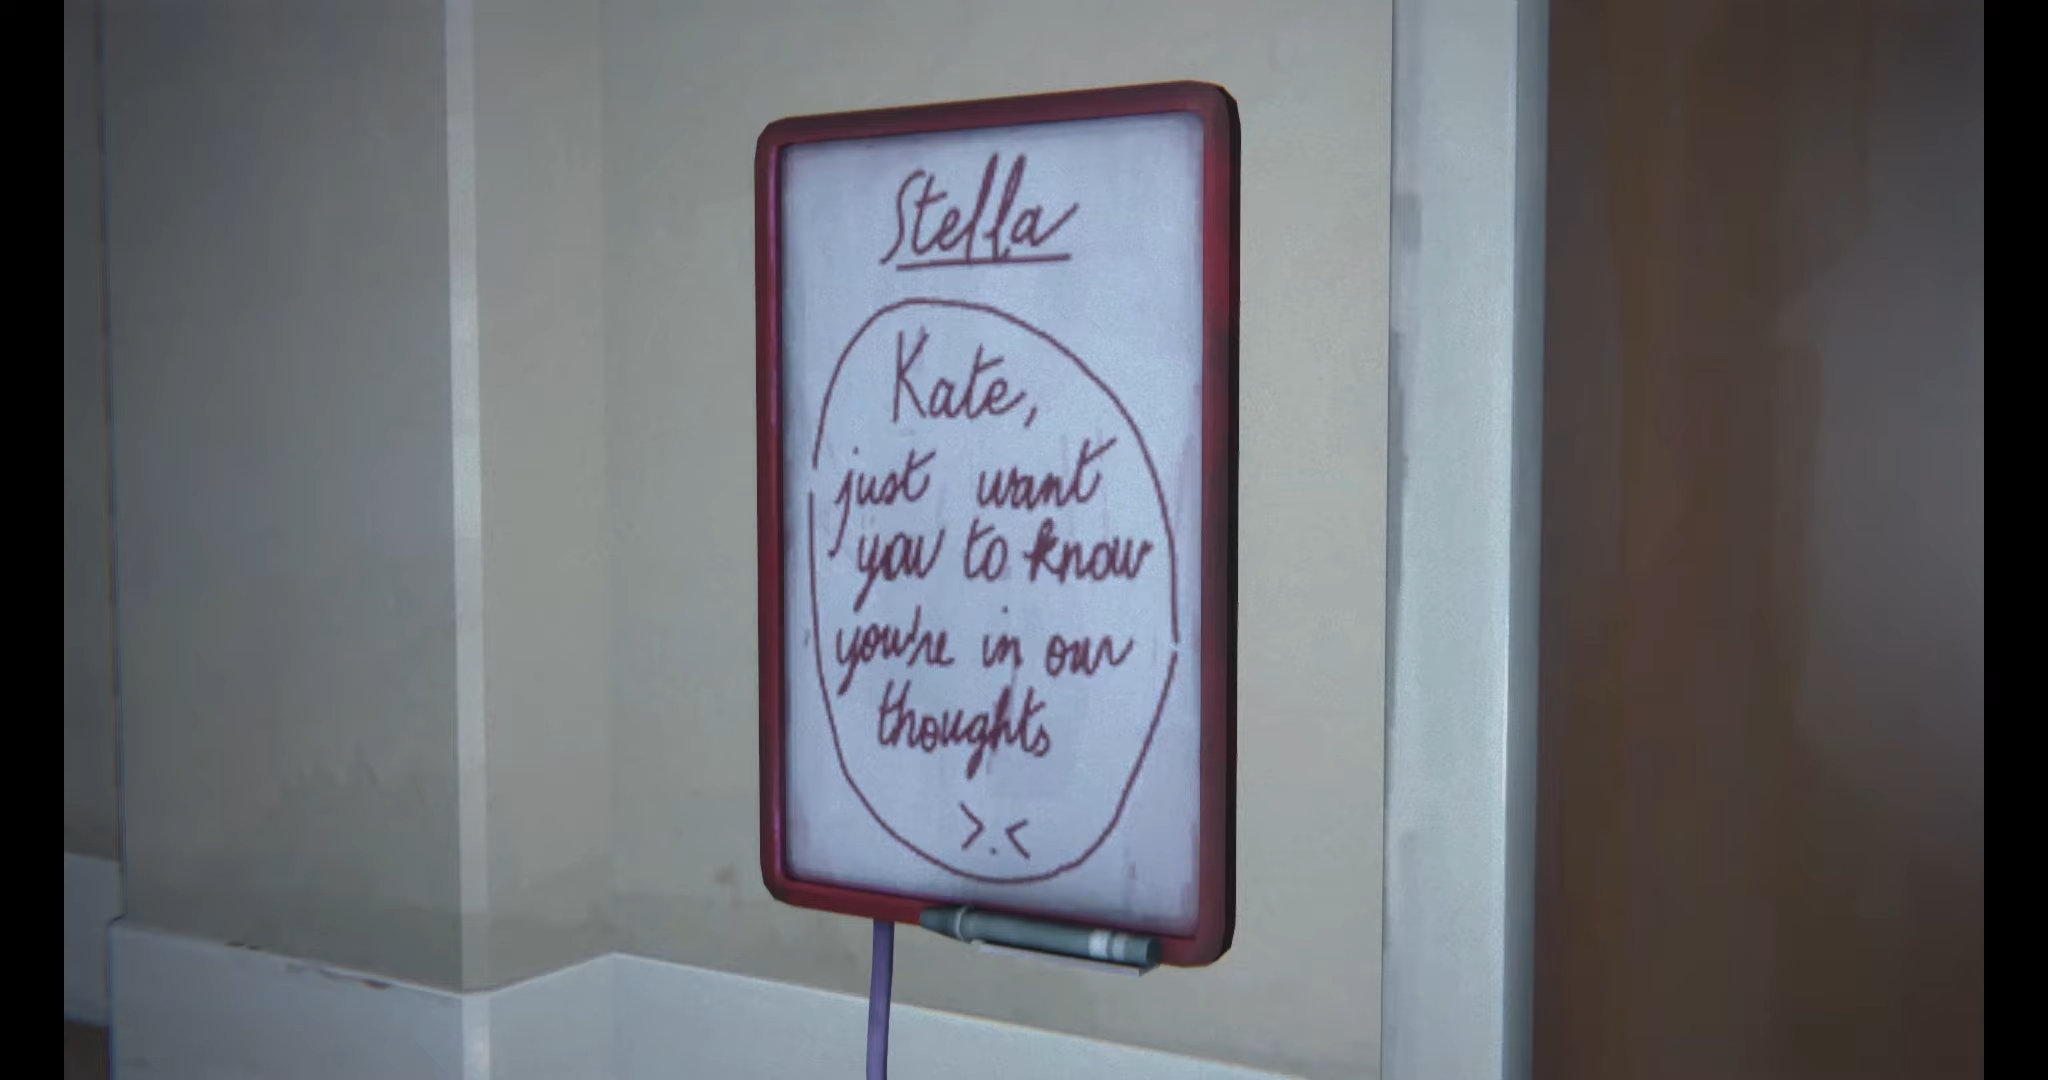 Stella
Kate,
just want
you to know
you're in our
thoughts
>.<